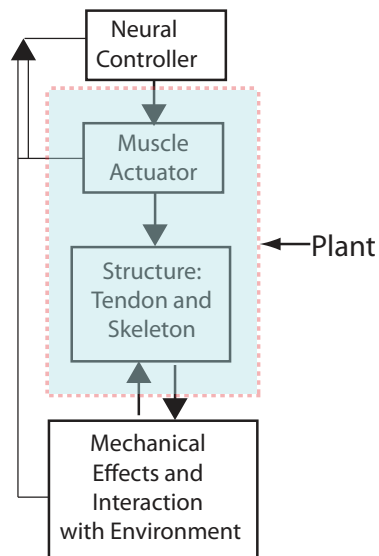 Neural
Controller
Muscle
Actuator
Plant
Structure:
Tendon and
Skeleton
Mechanical
Effects and
Interaction
with Environment